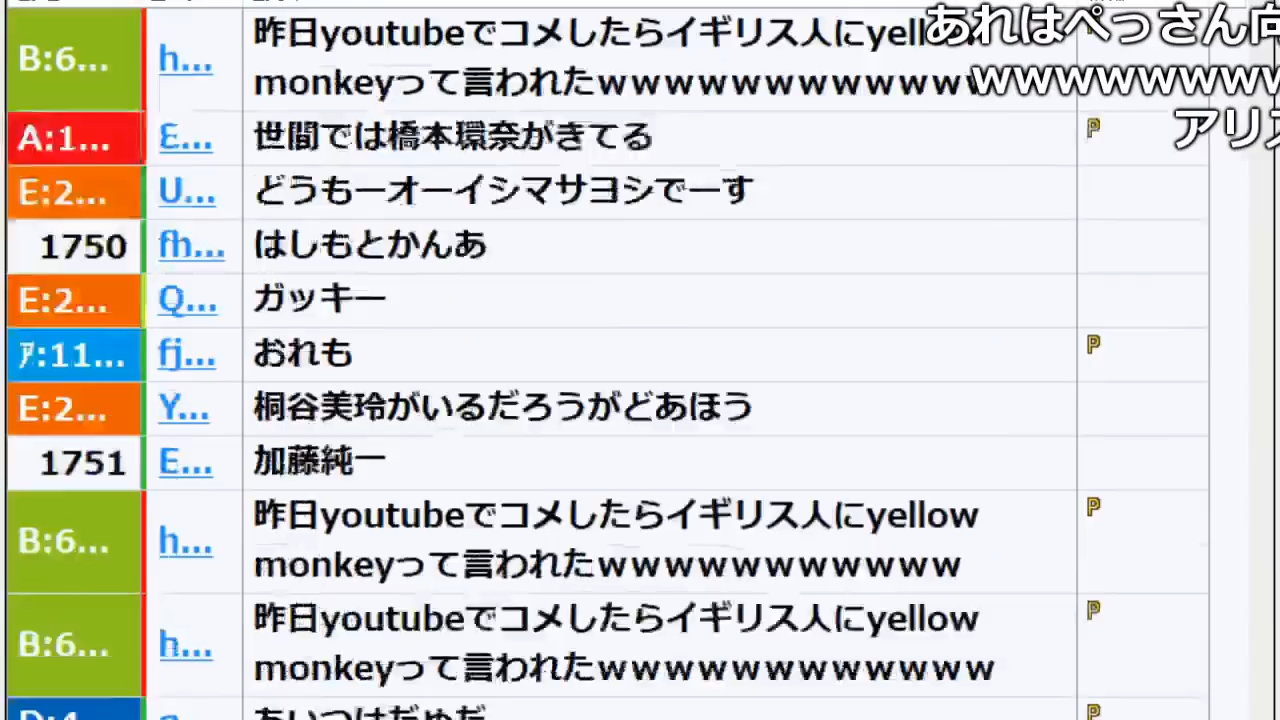 B:6... h... 昨日youtubeでコメしたらイギリス人にyellow
monkeyって言われたwwwwwwwwwwww
あれはぺっさん向
wwwwwwwww
アリス
A:1... E... 世間では橋本環奈がきてる P
E:2... U... どうもーオーイシマサヨシでーす
1750 fh... はしもとかんあ
E:2... Q... ガッキー
ｱ:11... fj... おれも P
E:2... Y... 桐谷美玲がいるだろうがどあほう
1751 E... 加藤純一
B:6... h... 昨日youtubeでコメしたらイギリス人にyellow P
monkeyって言われたwwwwwwwwwww
B:6... h... 昨日youtubeでコメしたらイギリス人にyellow P
monkeyって言われたwwwwwwwwwwww
P